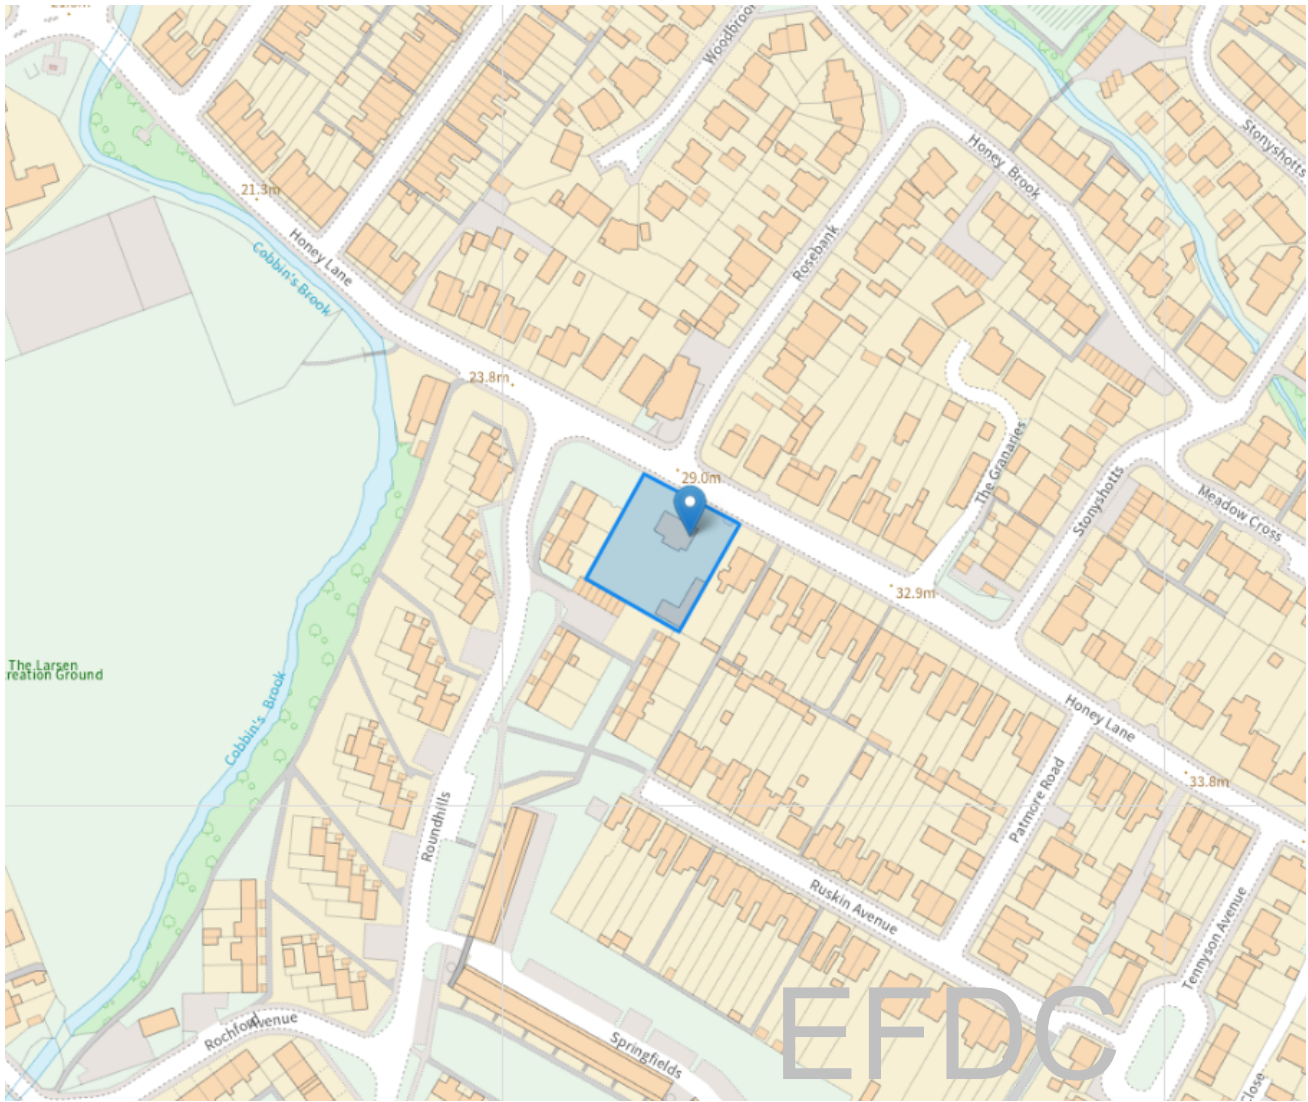 Woodbroo
Stonyshotts
Honey Brook
21.3m
Honey Lane
Cobbin's Brook
Rosebank
23.8m
29.0m
The Granaries
Stonyshotts
Meadow Cross
32.9m
The Larsen
creation Ground
Cobbin's Brook
Honey Lane
33.8m
Patmore Road
Roundhills
Ruskin Avenue
Tennyson Avenue
EFDC
Rochford Avenue
Springfields
Close